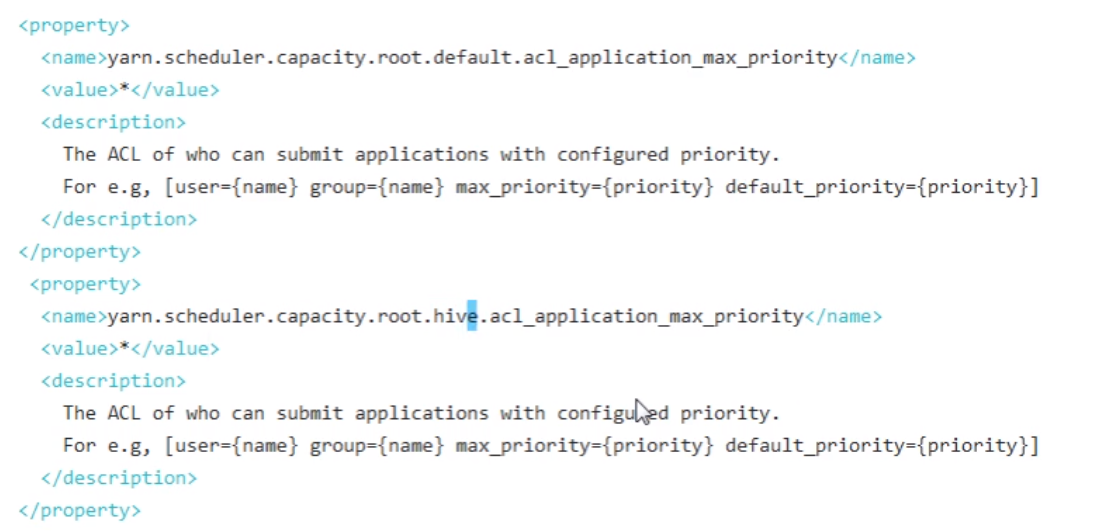 <property>
<name>yarn.scheduler.capacity.root.default.acl_application_max_priority</name>
<value>*</value>
<description>
The ACL of who can submit applications with configured priority.
For e.g, [user={name} group={name} max_priority={priority} default_priority={priority}]
</description>
</property>
<property>
<name>yarn.scheduler.capacity.root.hive.acl_application_max_priority</name>
<value>*</value>
<description>
The ACL of who can submit applications with configured priority.
For e.g, [user={name} group={name} max_priority={priority} default_priority={priority}]
</description>
</property>